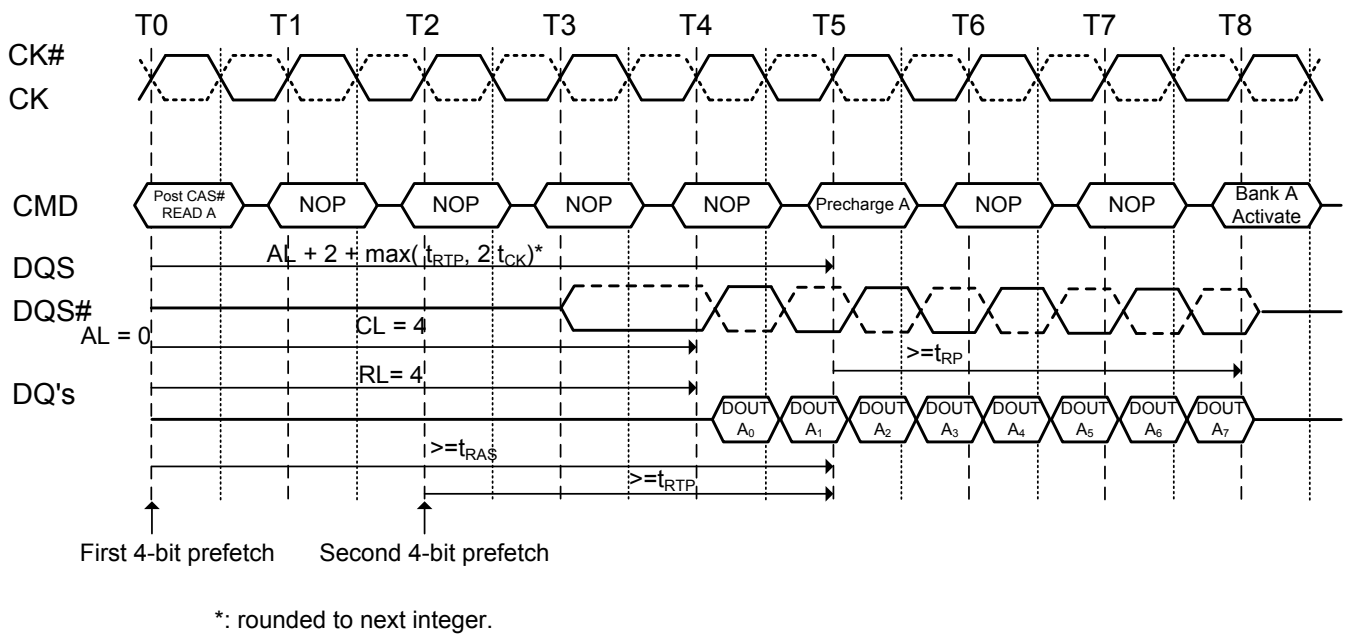 T0 T1 T2 T3 T4 T5 T6 T7 T8
CK#
CK
CMD
Post CAS#
READ A
NOP
NOP
NOP
NOP
Precharge A
NOP
NOP
Bank A
Activate
DQS
AL + 2 + max( tRTP, 2 tCK)*
DQS#
AL = 0
CL = 4
>=tRP
RL= 4
DQ's
DOUT
A0
DOUT
A1
DOUT
A2
DOUT
A3
DOUT
A4
DOUT
A5
DOUT
A6
DOUT
A7
>=tRAS
>=tRTP
First 4-bit prefetch
Second 4-bit prefetch
*: rounded to next integer.